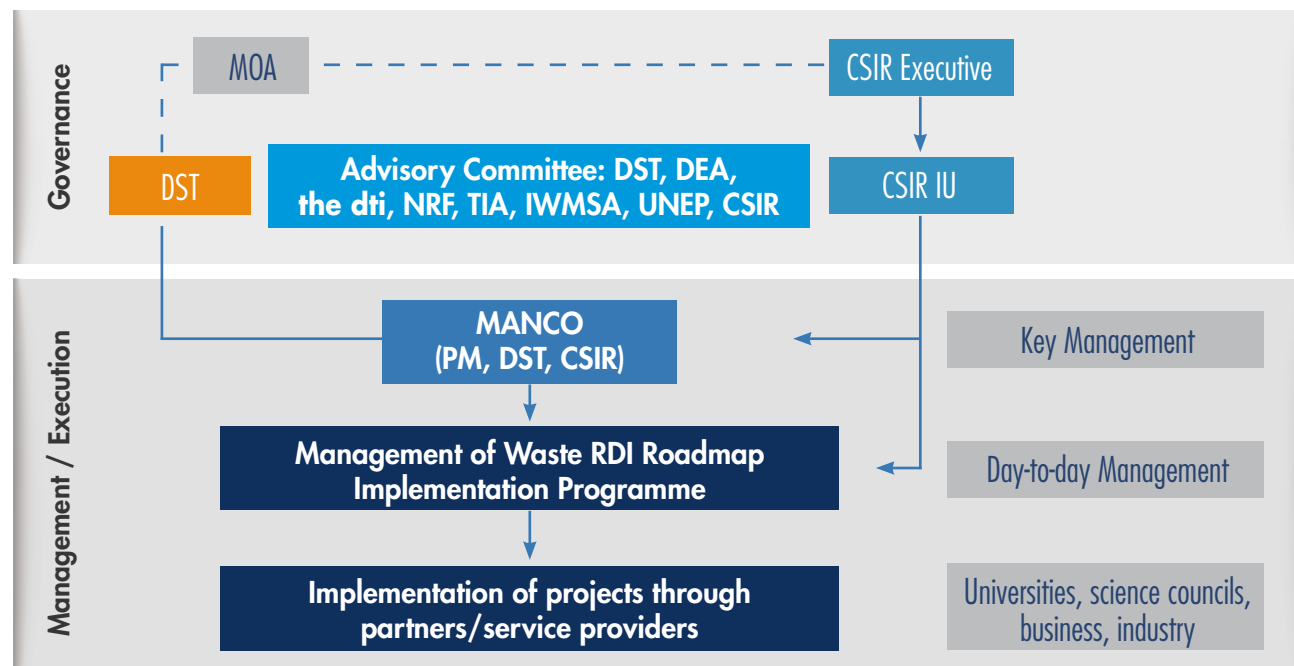 Governance
MOA
CSIR Executive
DST
Advisory Committee: DST, DEA,
the dti, NRF, TIA, IWMSA, UNEP, CSIR
CSIR IU
Management / Execution
MANCO
(PM, DST, CSIR)
Key Management
Management of Waste RDI Roadmap
Implementation Programme
Day-to-day Management
Implementation of projects through
partners/service providers
Universities, science councils,
business, industry